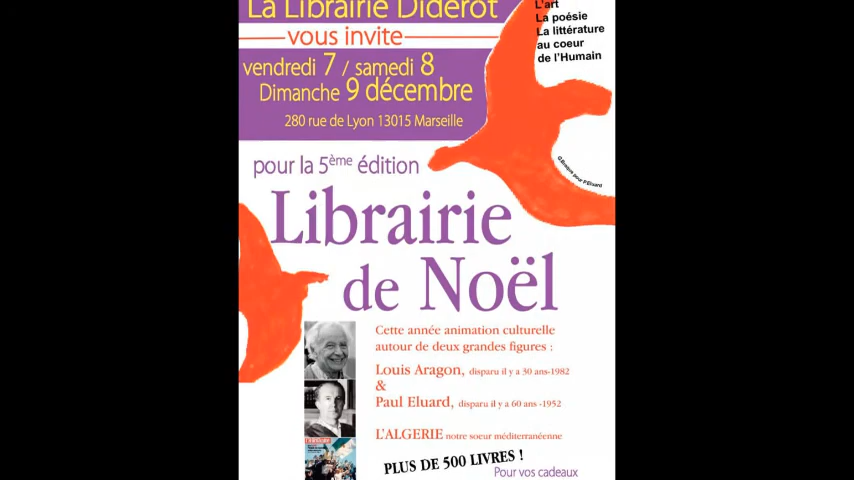 La Librairie Diderot
vous invite
vendredi 7 / samedi 8
Dimanche 9 décembre
280 rue de Lyon 13015 Marseille
L'art
La poésie
La littérature
au coeur
de l'Humain
pour la 5ème édition
Librairie
de Noël
Cette année animation culturelle
autour de deux grandes figures :
Louis Aragon, disparu il y a 30 ans-1982
&
Paul Eluard, disparu il y a 60 ans -1952
L'ALGERIE notre soeur méditerranéenne
PLUS DE 500 LIVRES !
Pour vos cadeaux